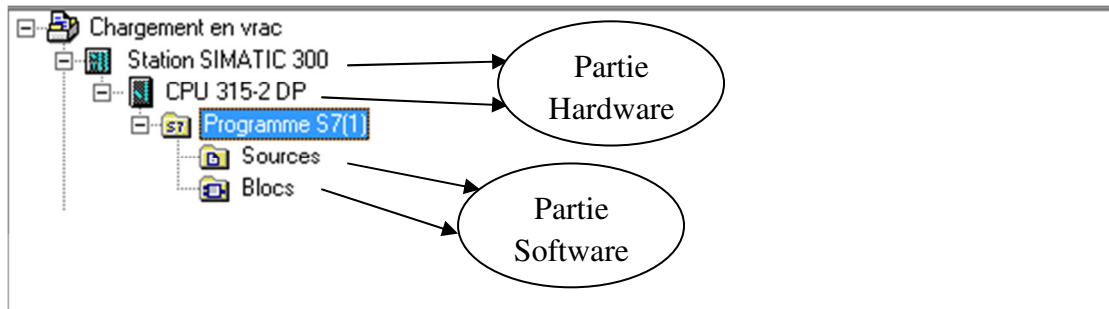 Chargement en vrac
Station SIMATIC 300
CPU 315-2 DP
S7 Programme S7(1)
Sources
Blocs
Partie
Hardware
Partie
Software